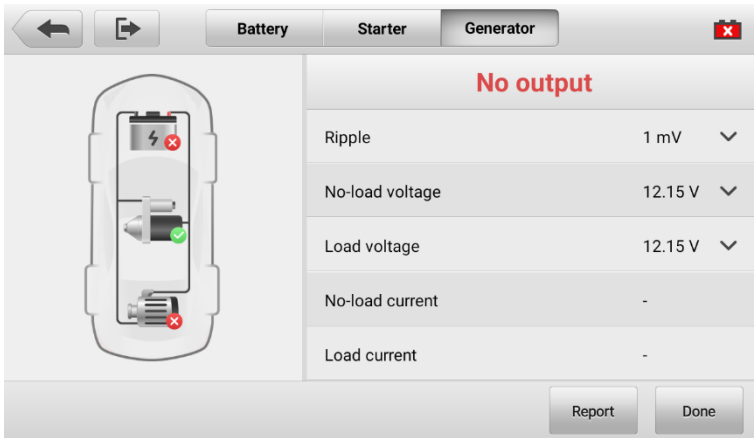 Battery Starter Generator
No output
Ripple 1 mV
No-load voltage 12.15 V
Load voltage 12.15 V
No-load current -
Load current -
Report Done